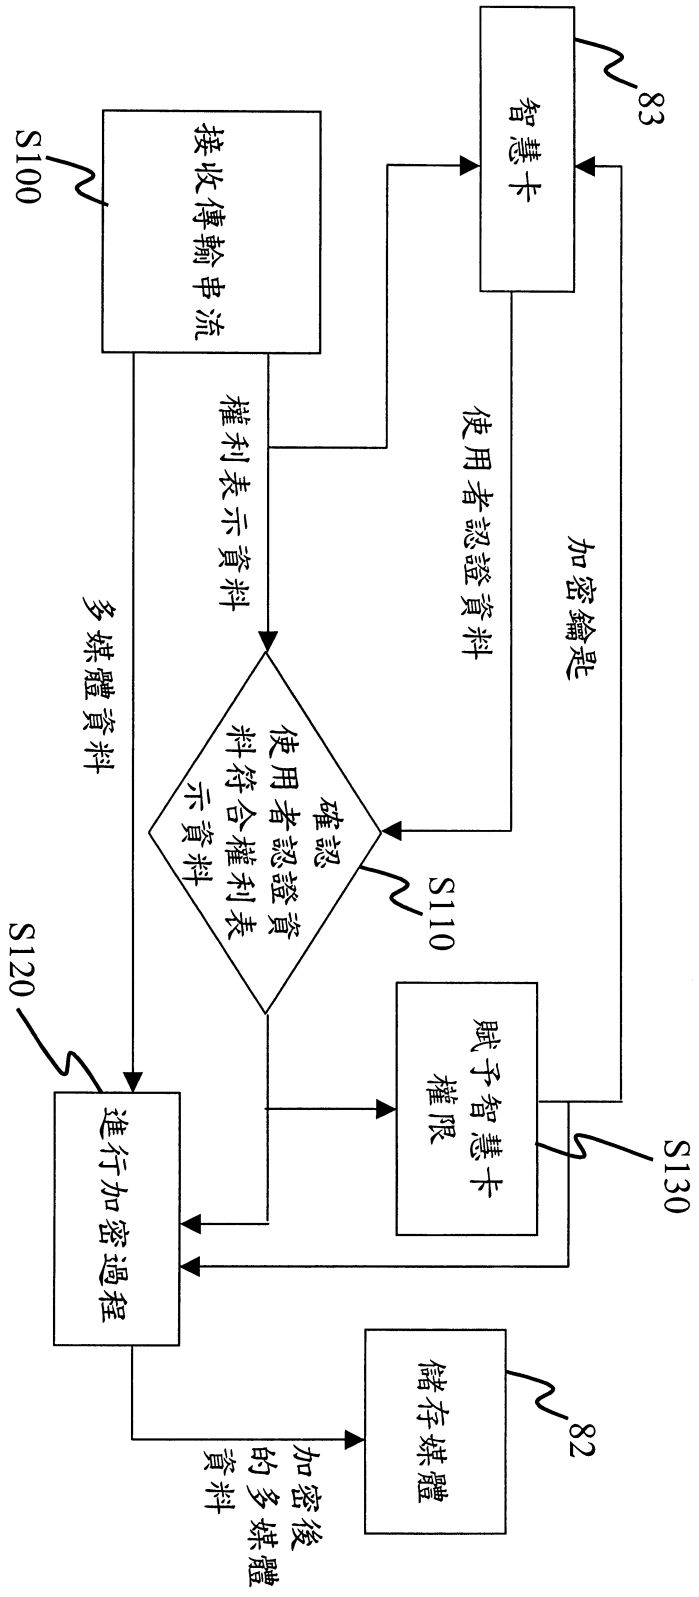 83
智慧卡
加密鑰匙
使用者認證資料
S100
接收傳輸串流
權利表示資料
多媒體資料
S110
確認
使用者認證資
料符合權利表
示資料
S130
賦予智慧卡
權限
S120
進行加密過程
82
儲存媒體
加密後
的多媒體
資料